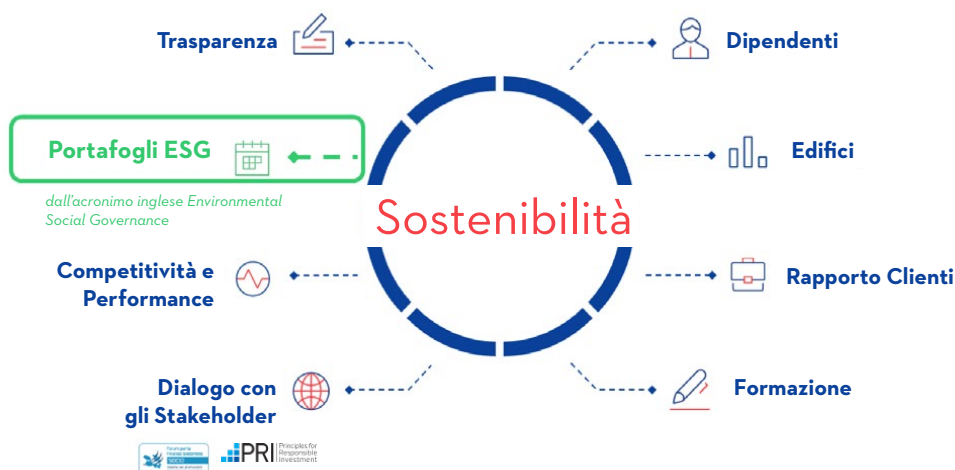 Trasparenza
Dipendenti
Portafogli ESG
Edifici
dall'acronimo inglese Environmental
Social Governance
Sostenibilità
Competitività e
Performance
Rapporto Clienti
Dialogo con
gli Stakeholder
Formazione
PRI
Principles for
Responsible
Investment
SOCIO